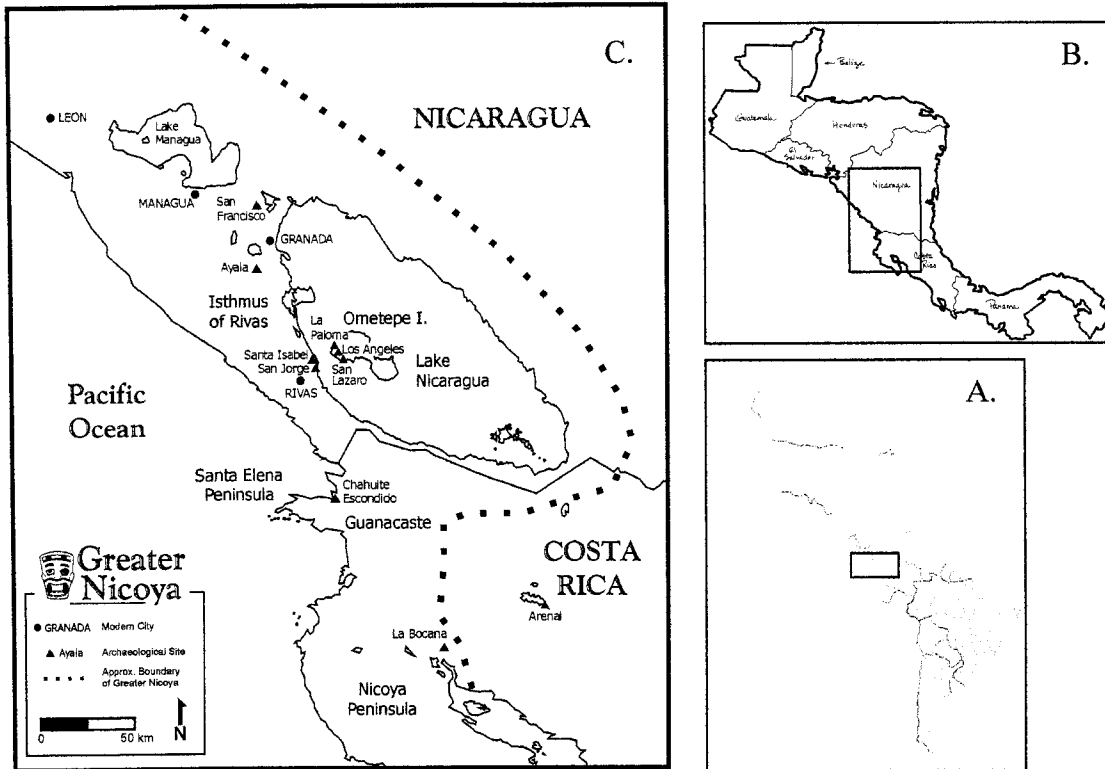 C.
NICARAGUA
LEON
Lake
Managua
MANAGUA
San
Francisco
GRANADA
Ayala
Isthmus
of Rivas
La
Paloma
Ometepe I.
Los Angeles
Santa Isabel
San Jorge
San
Lazaro
Lake
Nicaragua
RIVAS
Pacific
Ocean
Santa Elena
Peninsula
Chahuite
Escondido
Guanacaste
COSTA
RICA
Arenal
La Bocana
Nicoya
Peninsula
Greater
Nicoya
GRANADA Modern City
Ayala Archaeological Site
Approx. Boundary
of Greater Nicoya
0 50 km
N
B.
Belize
Guatemala
Honduras
El
Salvador
Nicaragua
Costa
Rica
Panama
A.